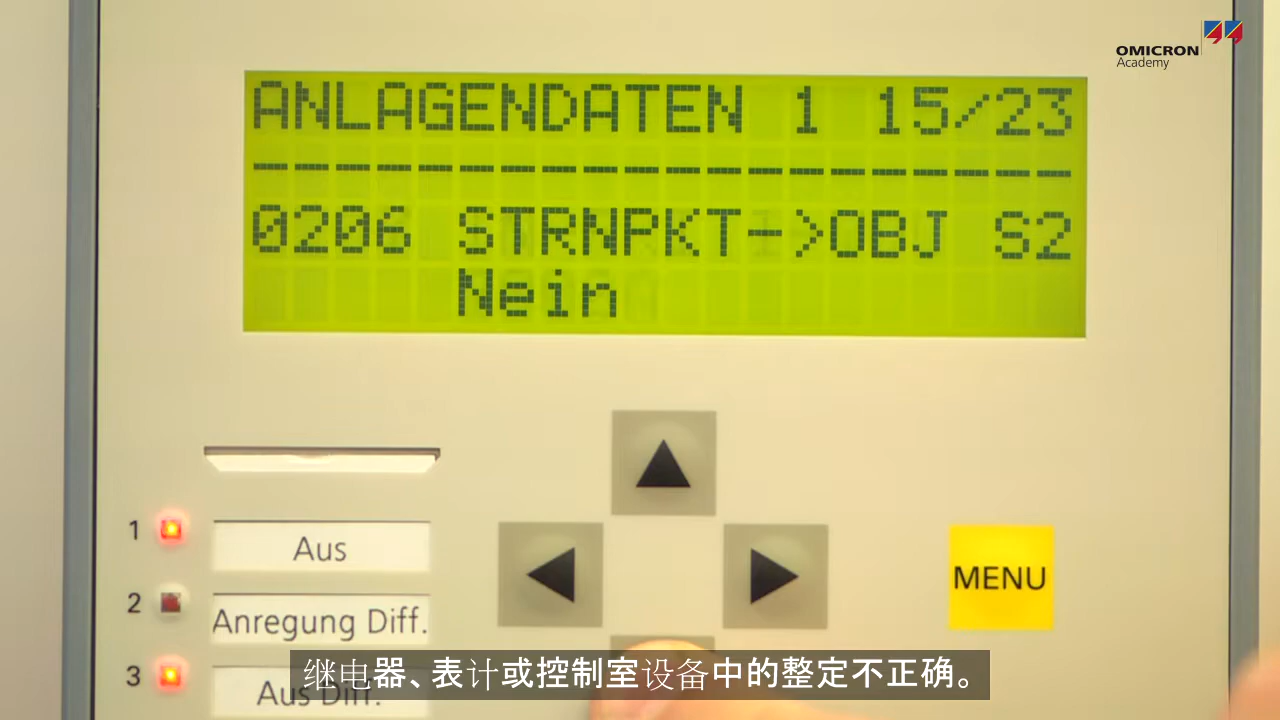 OMICRON
Academy
ANLAGENDATEN 1 15/23
--------------------
0206 STRNPKT->OBJ S2
Nein
1 Aus
2 Anregung Diff.
MENU
3 Aus Diff.
继电器、表计或控制室设备中的整定不正确。